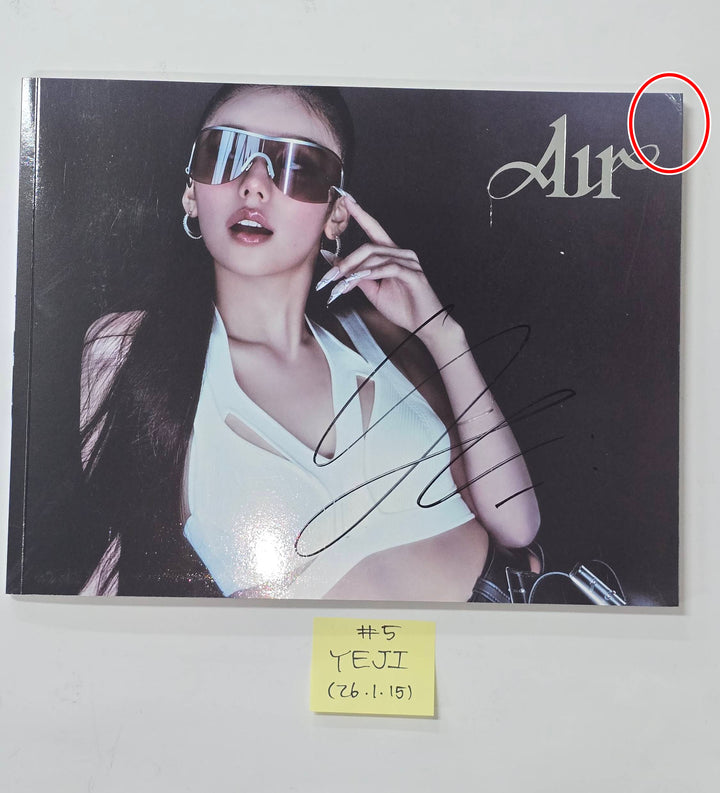 Air
#5
YEJI
(26.1.15)